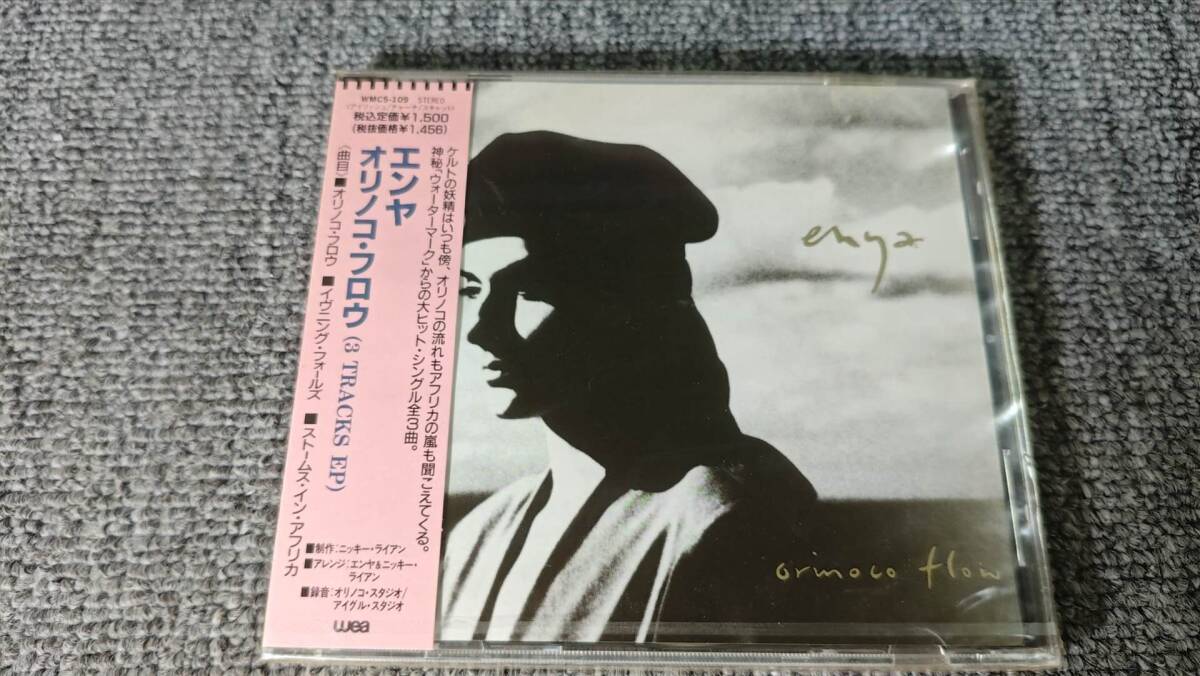 WMC5-109 STEREO
税込定価¥1,500
(税抜価格¥1,456)
エンヤ
オリノコ・フロウ (3 TRACKS EP)
〈曲目〉■オリノコ・フロウ ■イヴニング・フォールズ ■ストームス・イン・アフリカ
ケルトの妖精はいつも傍、オリノコの流れもアフリカの嵐も聞こえてくる。
神秘「ウォーターマーク」からの大ヒット・シングル全3曲。
■制作:ニッキー・ライアン
■アレンジ:エンヤ&ニッキー・
ライアン
■録音:オリノコ・スタジオ/
アイグル・スタジオ
wea
enya
orinoco flow